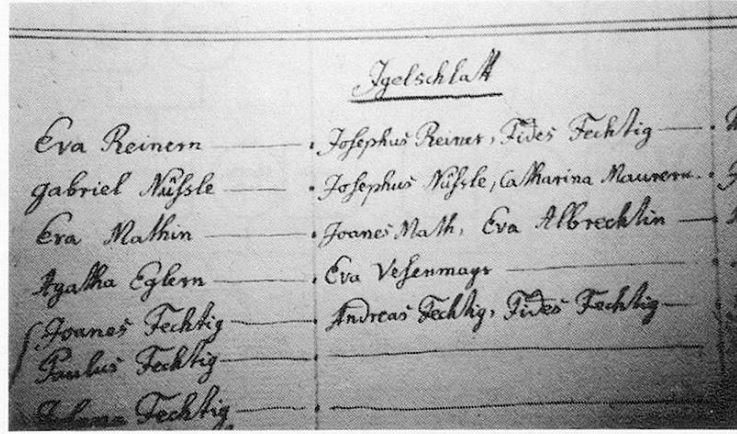 Igelschlatt
Eva Reinern Josephus Reiner, Fides Fechtig
Gabriel Nüssle Josephus Nüssle, Catharina Maurern
Eva Mathin Joanes Math, Eva Albrechtin
Agatha Eglern Eva Vesenmayr
Joanes Fechtig Andreas Fechtig, Fides Fechtig
Paulus Fechtig
Fechtig